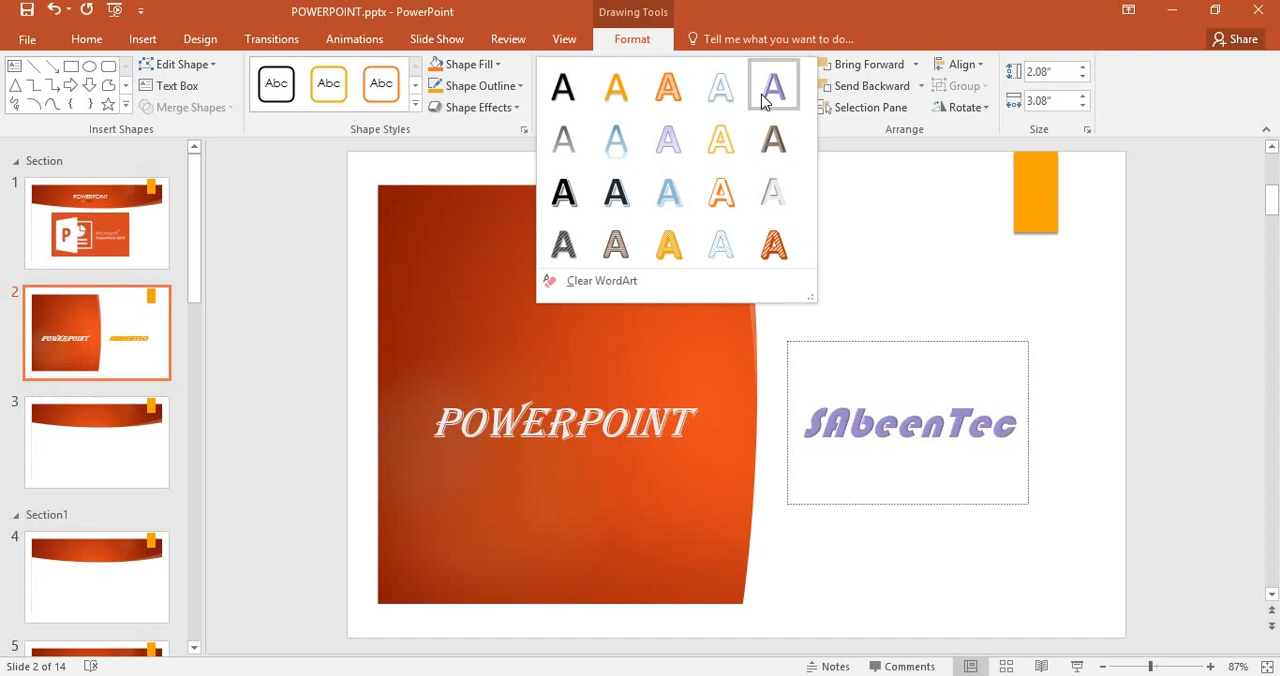 POWERPOINT.pptx - PowerPoint
Drawing Tools
File Home Insert Design Transitions Animations Slide Show Review View Format Tell me what you want to do... Share
Edit Shape
Text Box
Merge Shapes
Insert Shapes
Abc Abc Abc
Shape Styles
Shape Fill
Shape Outline
Shape Effects
A A A A A
A A A A A
A A A A A
A A A A A
Clear WordArt
Bring Forward
Send Backward
Selection Pane
Align
Group
Rotate
Arrange
2.08"
3.08"
Size
Section
1
POWERPOINT
2
POWERPOINT SAbeenTec
3
Section1
4
5
POWERPOINT
SAbeenTec
Slide 2 of 14
Notes Comments 87%